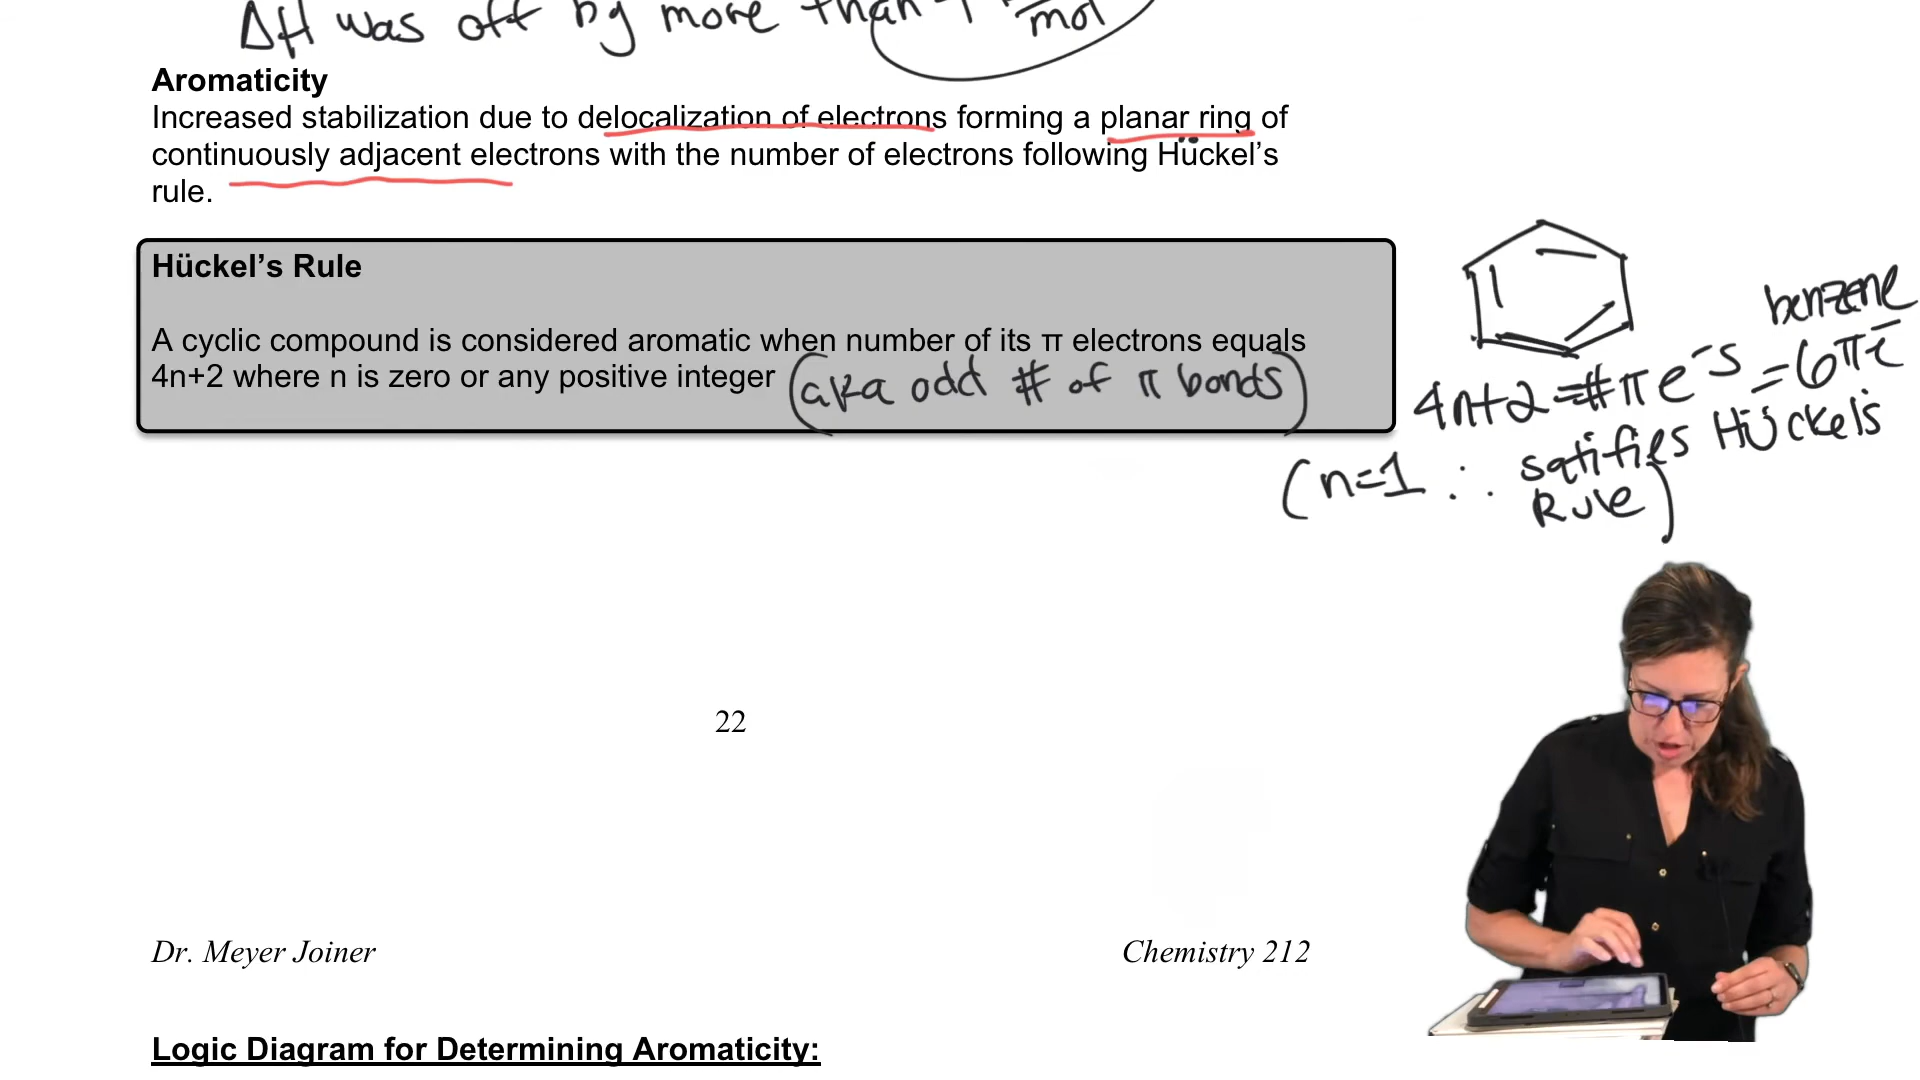 ΔH was off by more than
mol
Aromaticity
Increased stabilization due to delocalization of electrons forming a planar ring of
continuously adjacent electrons with the number of electrons following Hückel's
rule.
Hückel's Rule
A cyclic compound is considered aromatic when number of its π electrons equals
4n+2 where n is zero or any positive integer (aka odd # of π bonds)
benzene
4n+2=#πe⁻s=6πe⁻
(n=1 ∴ satifies Hückel's
Rule)
22
Dr. Meyer Joiner Chemistry 212
Logic Diagram for Determining Aromaticity: